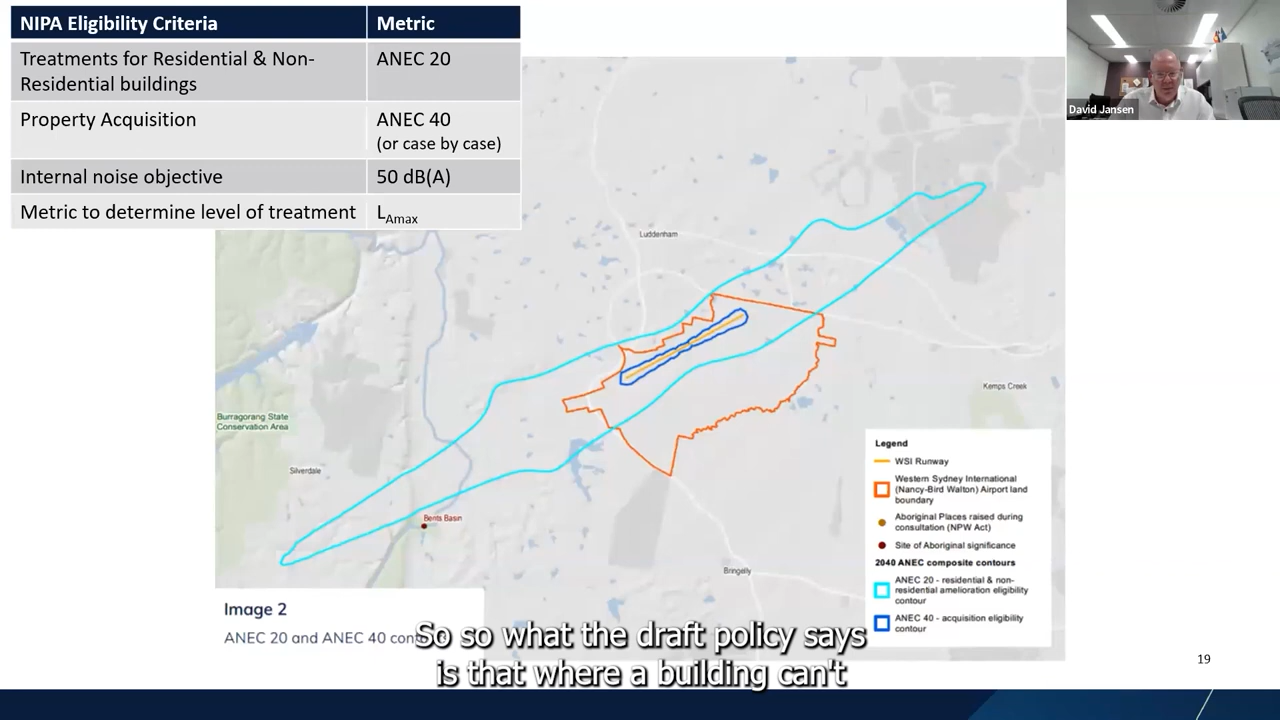 NIPA Eligibility Criteria
Metric
Treatments for Residential & Non-
Residential buildings
ANEC 20
Property Acquisition
ANEC 40
(or case by case)
Internal noise objective
50 dB(A)
Metric to determine level of treatment
LAmax
David Jansen
Luddenham
Kemps Creek
Burragorang State
Conservation Area
Silverdale
Bents Basin
Bringelly
Legend
WSI Runway
Western Sydney International
(Nancy-Bird Walton) Airport land
boundary
Aboriginal Places raised during
consultation (NPW Act)
Site of Aboriginal significance
2040 ANEC composite contours
ANEC 20 - residential & non-
residential amelioration eligibility
contour
ANEC 40 - acquisition eligibility
contour
Image 2
ANEC 20 and ANEC 40
So so what the draft policy says
is that where a building can't
19